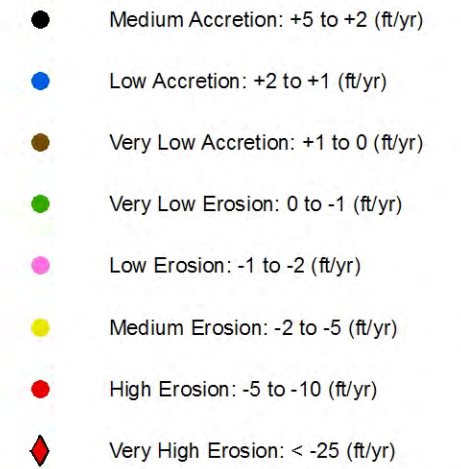 Medium Accretion: +5 to +2 (ft/yr)
Low Accretion: +2 to +1 (ft/yr)
Very Low Accretion: +1 to 0 (ft/yr)
Very Low Erosion: 0 to -1 (ft/yr)
Low Erosion: -1 to -2 (ft/yr)
Medium Erosion: -2 to -5 (ft/yr)
High Erosion: -5 to -10 (ft/yr)
Very High Erosion: < -25 (ft/yr)